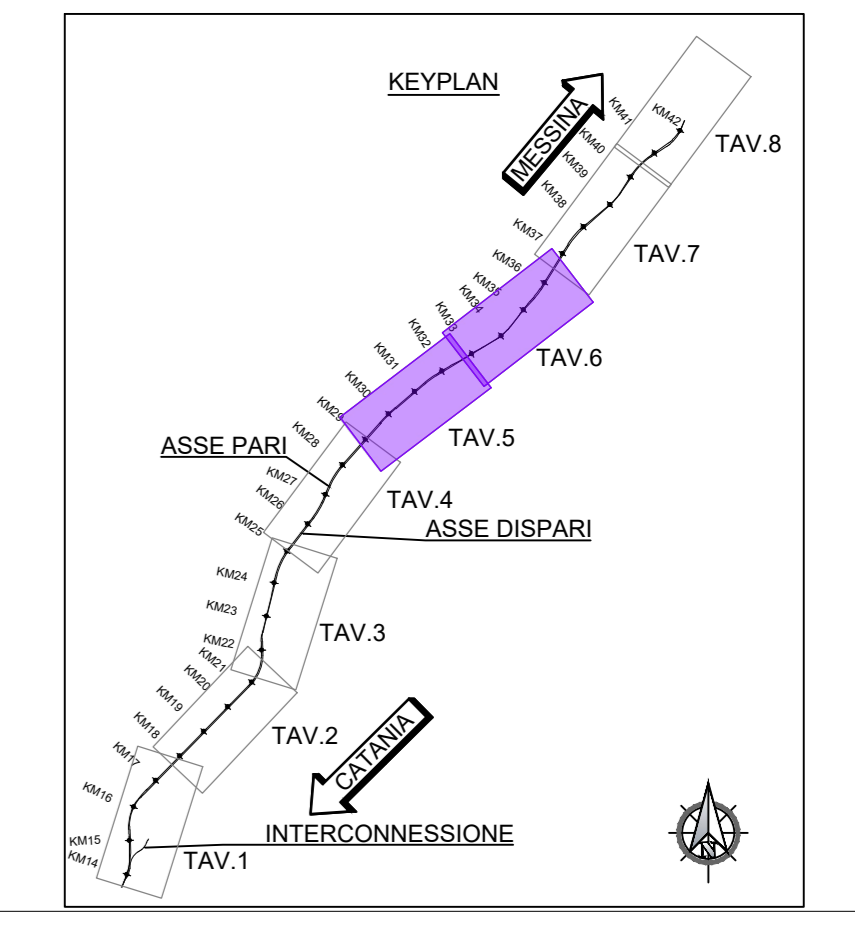 KEYPLAN
MESSINA
KM42
KM41
TAV.8
KM40
KM39
KM38
KM37
TAV.7
KM36
KM35
KM34
KM33
TAV.6
KM32
KM31
KM30
KM29
TAV.5
KM28
ASSE PARI
KM27
KM26
TAV.4
KM25
ASSE DISPARI
KM24
KM23
TAV.3
KM22
KM21
KM20
KM19
KM18
TAV.2
CATANIA
KM17
KM16
INTERCONNESSIONE
KM15
KM14
TAV.1
N